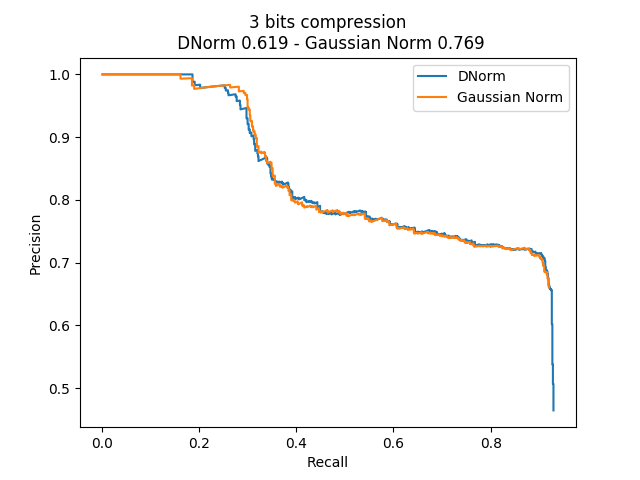 3 bits compression
DNorm 0.619 - Gaussian Norm 0.769
DNorm
Gaussian Norm
1.0
0.9
0.8
0.7
0.6
0.5
Precision
0.0 0.2 0.4 0.6 0.8
Recall